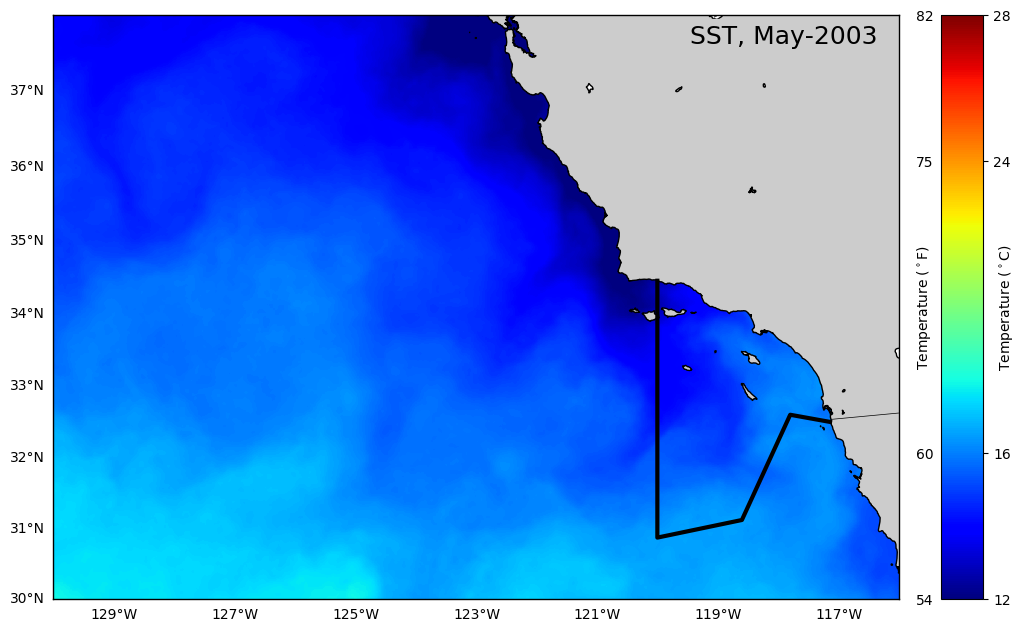 SST, May-2003
37°N
36°N
35°N
34°N
33°N
32°N
31°N
30°N
129°W
127°W
125°W
123°W
121°W
119°W
117°W
82
75
60
54
Temperature (°F)
28
24
16
12
Temperature (°C)